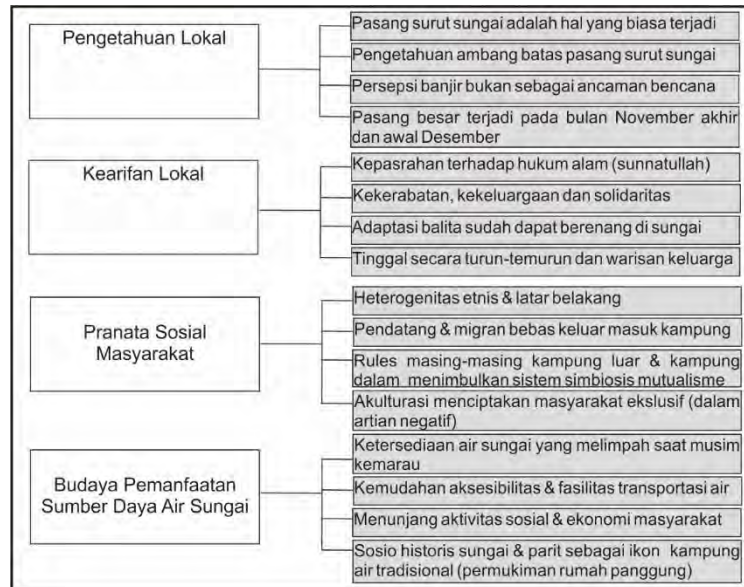 Pengetahuan Lokal
Pasang surut sungai adalah hal yang biasa terjadi
Pengetahuan ambang batas pasang surut sungai
Persepsi banjir bukan sebagai ancaman bencana
Pasang besar terjadi pada bulan November akhir
dan awal Desember
Kearifan Lokal
Kepasrahan terhadap hukum alam (sunnatullah)
Kekerabatan, kekeluargaan dan solidaritas
Adaptasi balita sudah dapat berenang di sungai
Tinggal secara turun-temurun dan warisan keluarga
Pranata Sosial
Masyarakat
Heterogenitas etnis & latar belakang
Pendatang & migran bebas keluar masuk kampung
Rules masing-masing kampung luar & kampung
dalam menimbulkan sistem simbiosis mutualisme
Akulturasi menciptakan masyarakat ekslusif (dalam
artian negatif)
Budaya Pemanfaatan
Sumber Daya Air Sungai
Ketersediaan air sungai yang melimpah saat musim
kemarau
Kemudahan aksesibilitas & fasilitas transportasi air
Menunjang aktivitas sosial & ekonomi masyarakat
Sosio historis sungai & parit sebagai ikon kampung
air tradisional (permukiman rumah panggung)